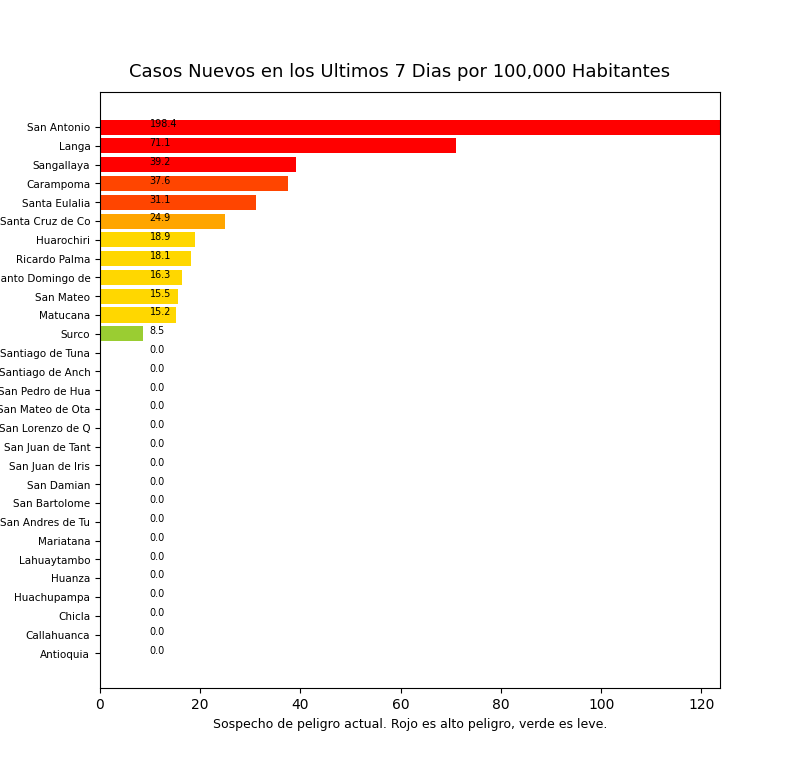 Casos Nuevos en los Ultimos 7 Dias por 100,000 Habitantes
San Antonio 198.4
Langa 71.1
Sangallaya 39.2
Carampoma 37.6
Santa Eulalia 31.1
Santa Cruz de Co 24.9
Huarochiri 18.9
Ricardo Palma 18.1
anto Domingo de 16.3
San Mateo 15.5
Matucana 15.2
Surco 8.5
Santiago de Tuna 0.0
Santiago de Anch 0.0
San Pedro de Hua 0.0
San Mateo de Ota 0.0
San Lorenzo de Q 0.0
San Juan de Tant 0.0
San Juan de Iris 0.0
San Damian 0.0
San Bartolome 0.0
San Andres de Tu 0.0
Mariatana 0.0
Lahuaytambo 0.0
Huanza 0.0
Huachupampa 0.0
Chicla 0.0
Callahuanca 0.0
Antioquia 0.0
0 20 40 60 80 100 120
Sospecho de peligro actual. Rojo es alto peligro, verde es leve.